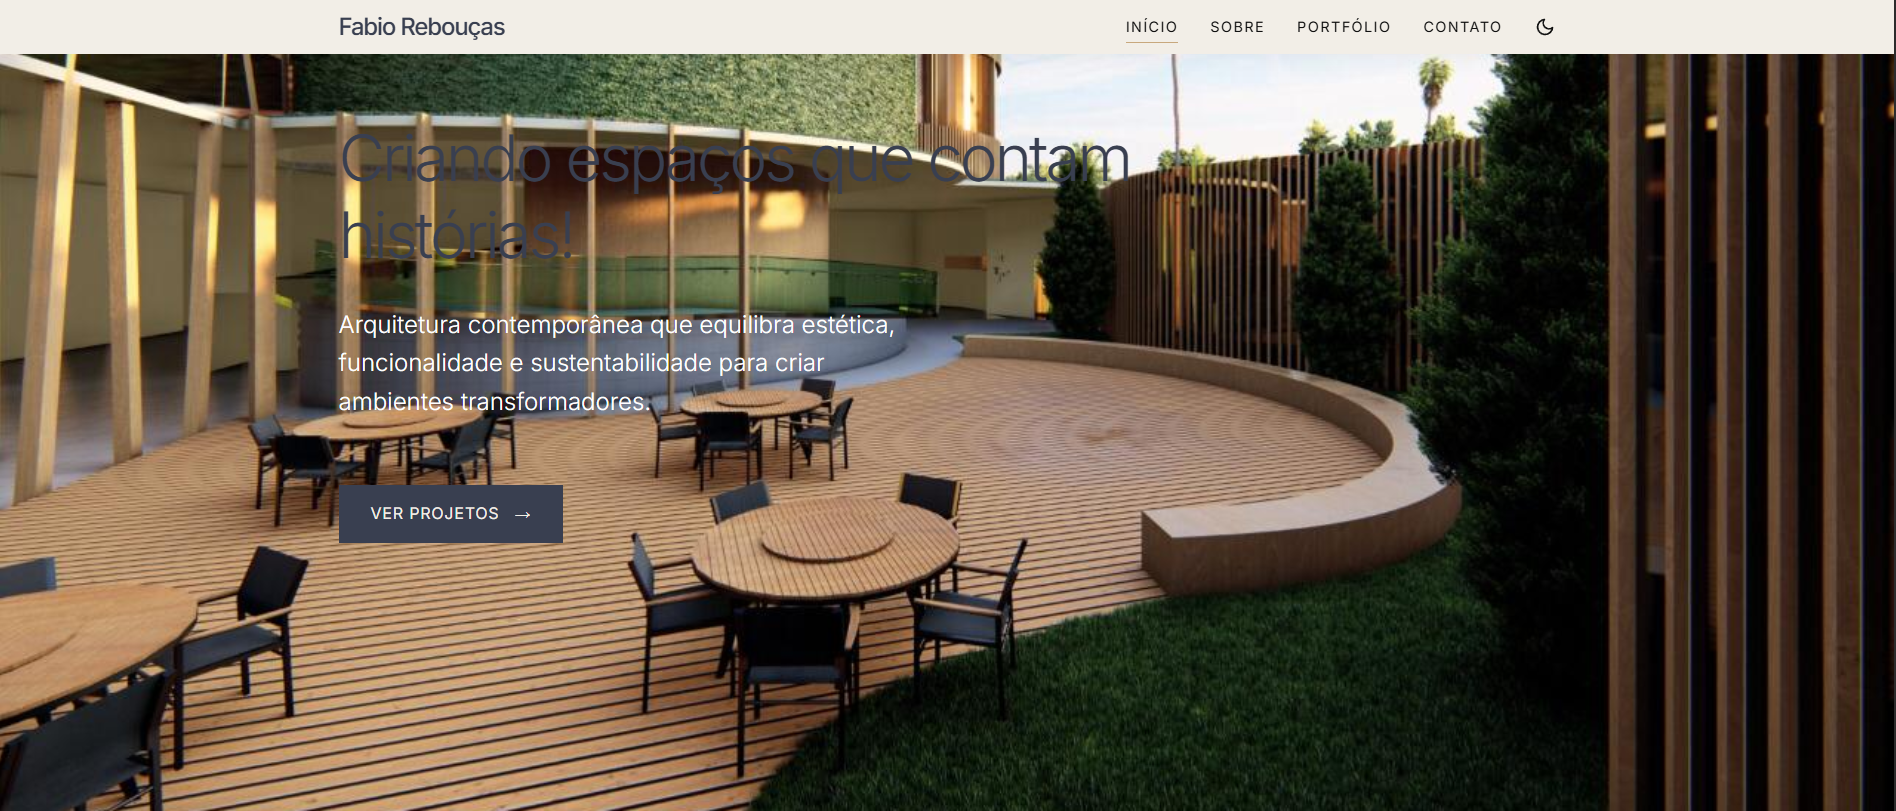 Fabio Rebouças
INÍCIO SOBRE PORTFÓLIO CONTATO
Criando espaços que contam
histórias!
Arquitetura contemporânea que equilibra estética,
funcionalidade e sustentabilidade para criar
ambientes transformadores.
VER PROJETOS →